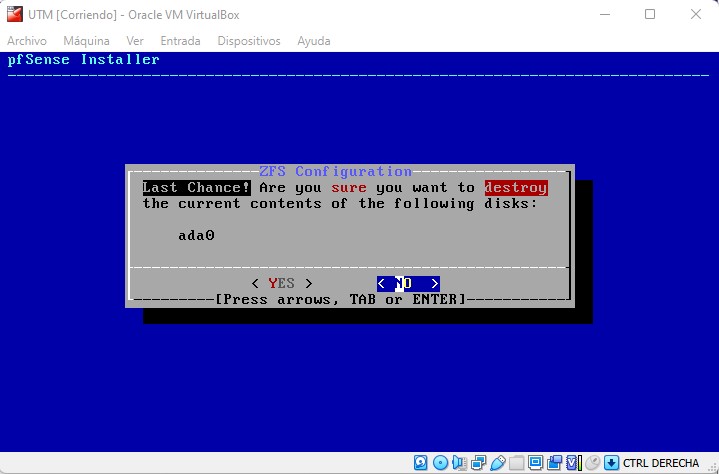 UTM [Corriendo] - Oracle VM VirtualBox
Archivo Máquina Ver Entrada Dispositivos Ayuda
pfSense Installer
ZFS Configuration
Last Chance! Are you sure you want to destroy
the current contents of the following disks:
ada0
< YES > < NO >
[Press arrows, TAB or ENTER]
CTRL DERECHA